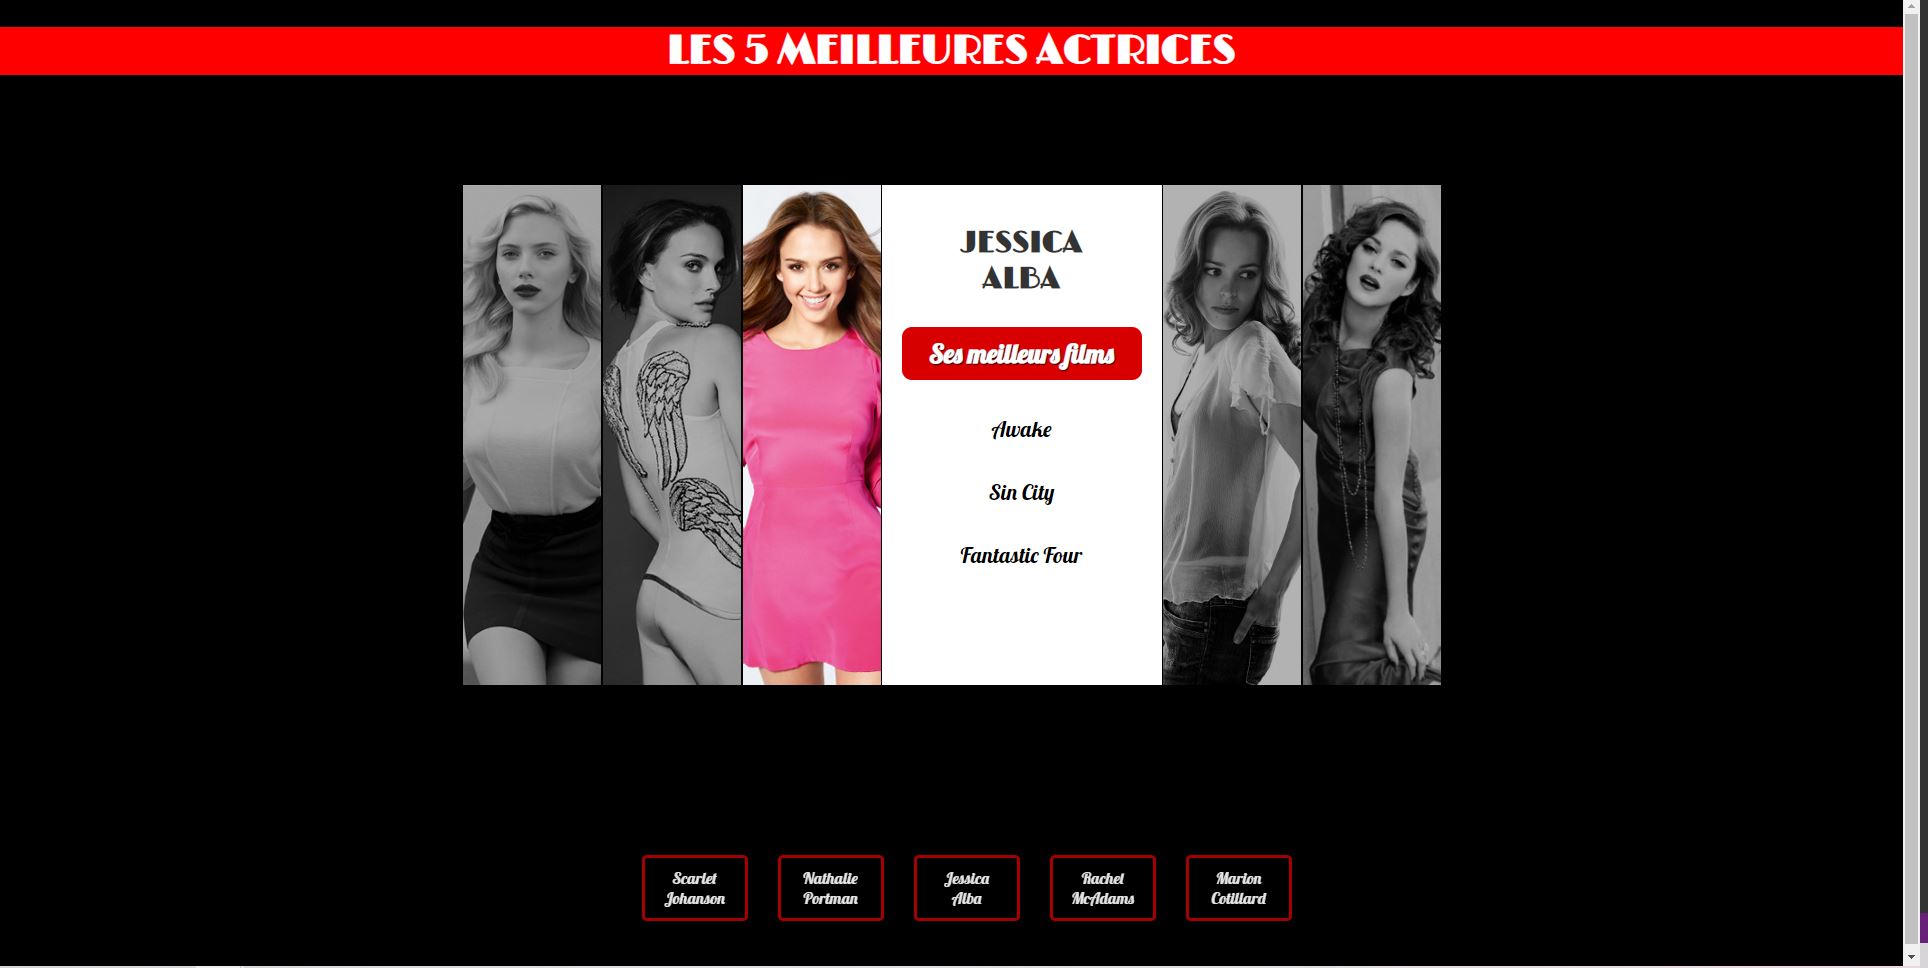 LES 5 MEILLEURES ACTRICES
JESSICA
ALBA
Ses meilleurs films
Awake
Sin City
Fantastic Four
Scarlet
Johanson
Nathalie
Portman
Jessica
Alba
Rachel
McAdams
Marion
Cotillard